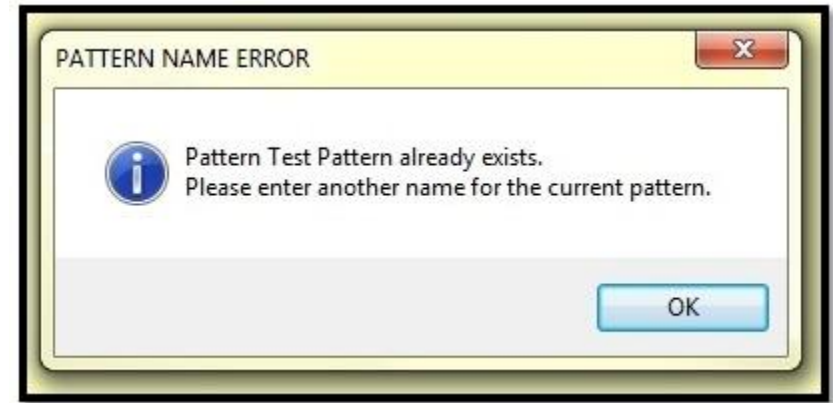 PATTERN NAME ERROR
Pattern Test Pattern already exists.
Please enter another name for the current pattern.
OK